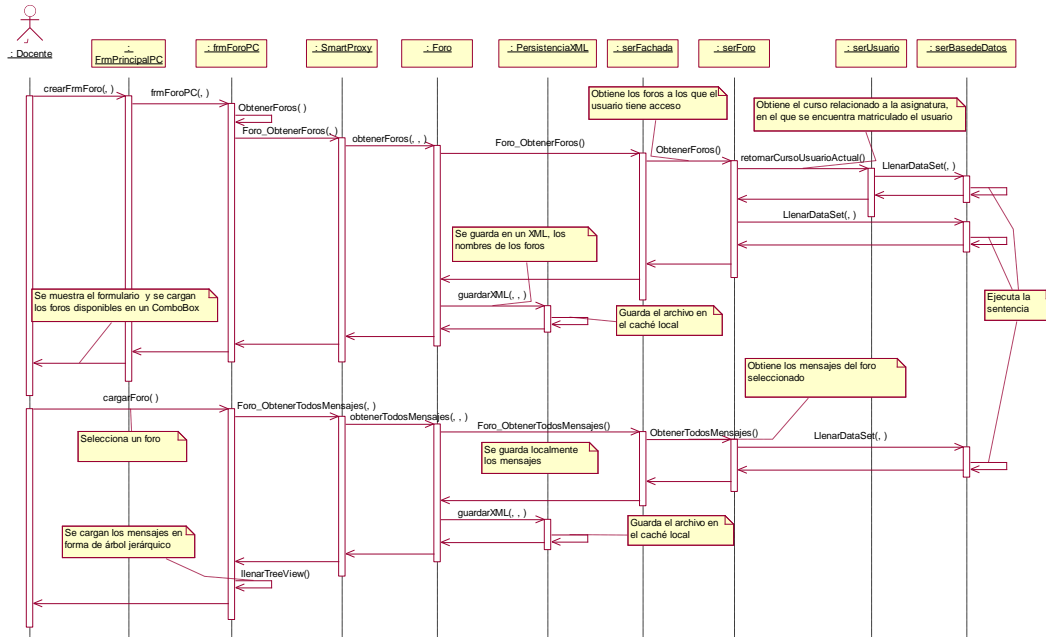 : Docente
:
FrmPrincipalPC
: frmForoPC
: SmartProxy
: Foro
: PersistenciaXML
: serFachada
: serForo
: serUsuario
: serBasedeDatos
crearFrmForo(, )
frmForoPC(, )
ObtenerForos( )
Foro_ObtenerForos(, )
obtenerForos(, , )
Foro_ObtenerForos()
Obtiene los foros a los que el
usuario tiene acceso
ObtenerForos()
Obtiene el curso relacionado a la asignatura,
en el que se encuentra matriculado el usuario
retornarCursoUsuarioActual()
LlenarDataSet(, )
LlenarDataSet(, )
Se guarda en un XML, los
nombres de los foros
guardarXML(, , )
Guarda el archivo en
el caché local
Ejecuta la
sentencia
Se muestra el formulario y se cargan
los foros disponibles en un ComboBox
Obtiene los mensajes del foro
seleccionado
cargarForo( )
Selecciona un foro
Foro_ObtenerTodosMensajes(, )
obtenerTodosMensajes(, , )
Foro_ObtenerTodosMensajes()
ObtenerTodosMensajes()
LlenarDataSet(, )
Se guarda localmente
los mensajes
guardarXML(, , )
Guarda el archivo en
el caché local
Se cargan los mensajes en
forma de árbol jerárquico
llenarTreeView()